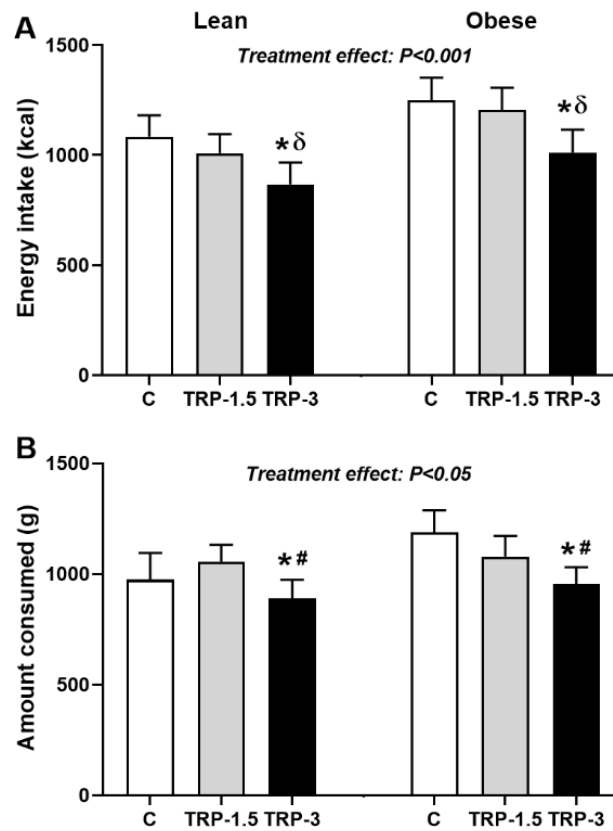 A
Lean
Obese
Treatment effect: P<0.001
Energy intake (kcal)
1500
1000
500
0
*δ
*δ
C TRP-1.5 TRP-3 C TRP-1.5 TRP-3
B
Treatment effect: P<0.05
Amount consumed (g)
1500
1000
500
0
*#
*#
C TRP-1.5 TRP-3 C TRP-1.5 TRP-3